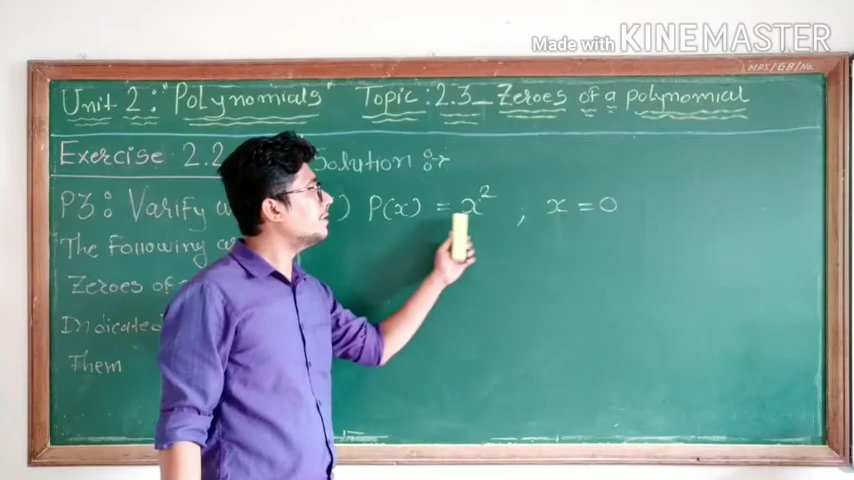 Made with KINEMASTER
MPS/GB/No.
Unit 2: "Polynomials" Topic: 2.3_ Zeroes of a polynomial
Exercise 2.2 Solution :-
P3: Varify w ) P(x) = x² , x = 0
The following a
Zeroes of
Indicated
Them